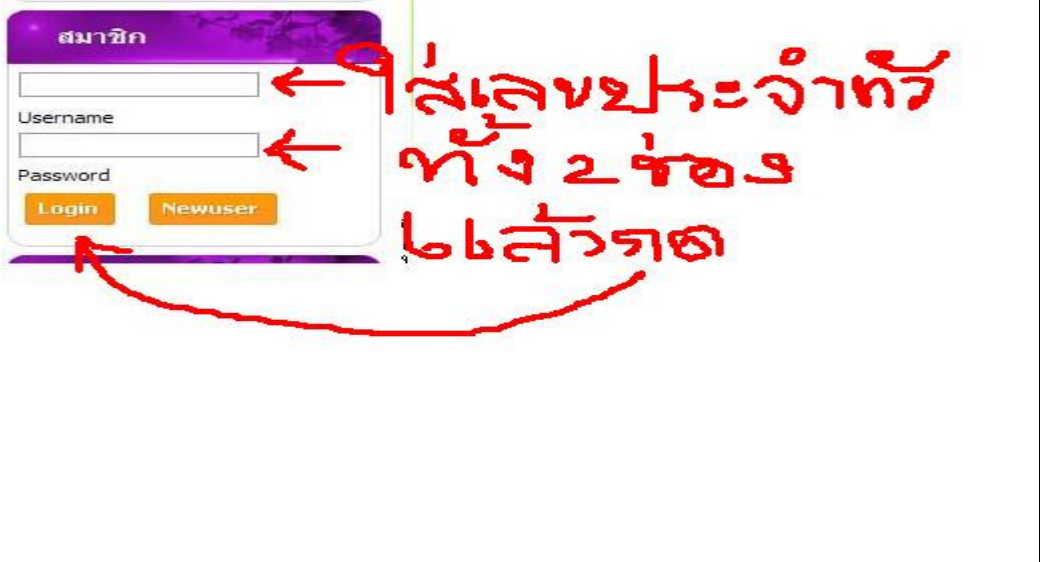 สมาชิก
Username
Password
Login Newuser
ใส่เลขประจำตัว
ทั้ง 2 ช่อง
แล้วกด